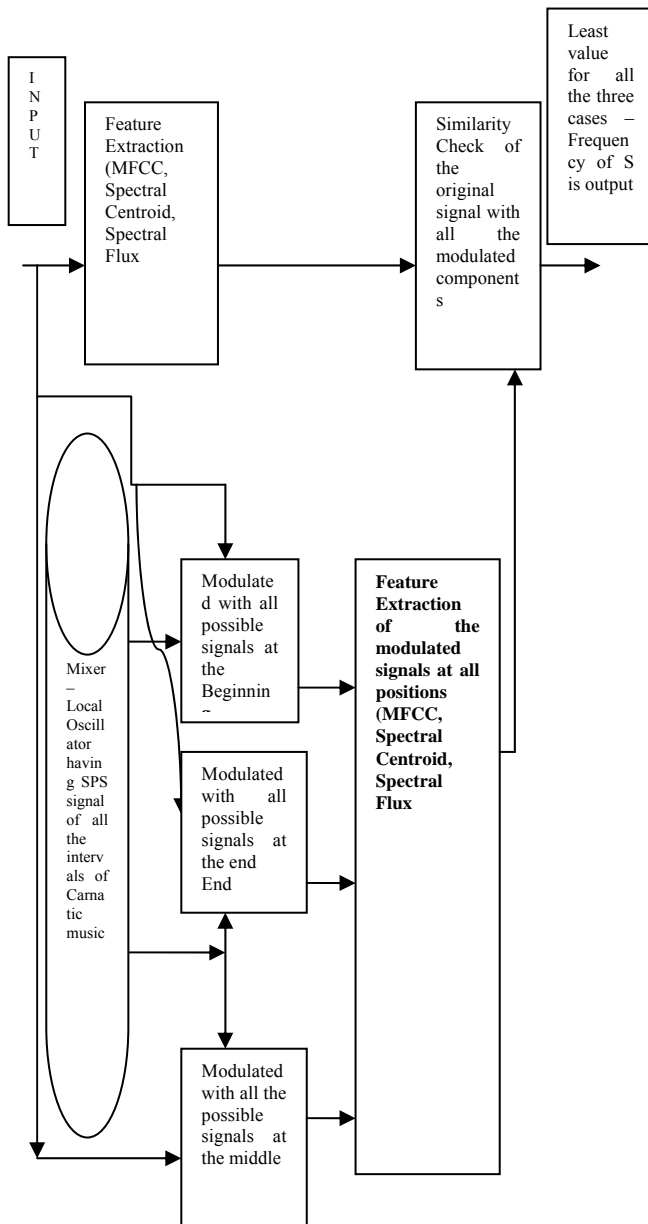 I
N
P
U
T
Feature
Extraction
(MFCC,
Spectral
Centroid,
Spectral
Flux
Similarity
Check of
the
original
signal with
all the
modulated
component
s
Least
value
for all
the three
cases –
Frequen
cy of S
is output
Mixer
–
Local
Oscill
ator
havin
g SPS
signal
of all
the
interv
als of
Carna
tic
music
Modulate
d with all
possible
signals at
the
Beginnin
Modulated
with all
possible
signals at
the end
End
Modulated
with all the
possible
signals at
the middle
Feature
Extraction
of the
modulated
signals at all
positions
(MFCC,
Spectral
Centroid,
Spectral
Flux